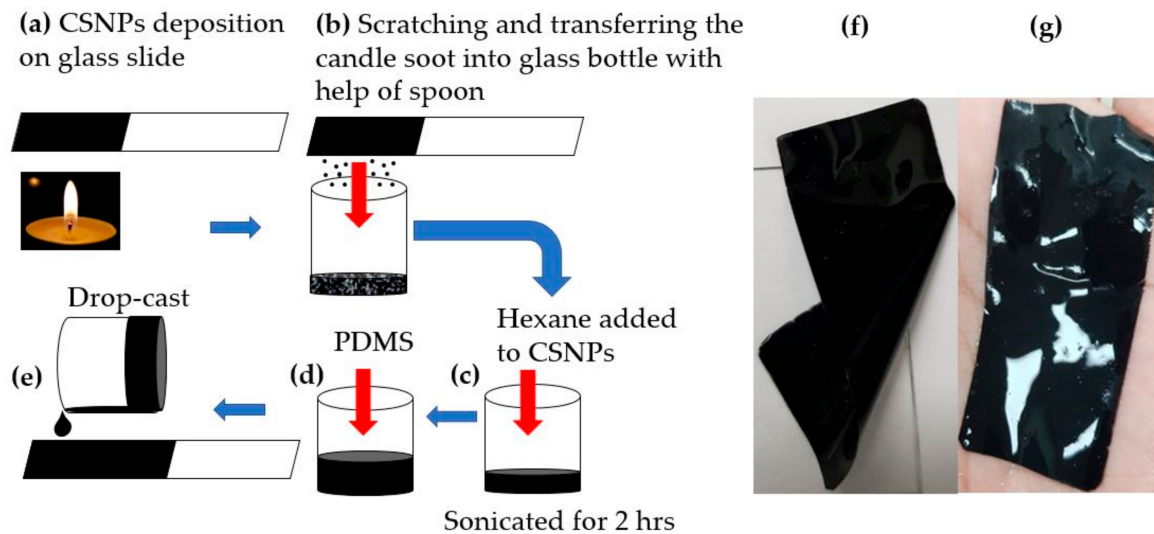 (a) CSNPs deposition
on glass slide
(b) Scratching and transferring the
candle soot into glass bottle with
help of spoon
(f)
(g)
Drop-cast
(e)
PDMS
(d)
Hexane added
to CSNPs
(c)
Sonicated for 2 hrs